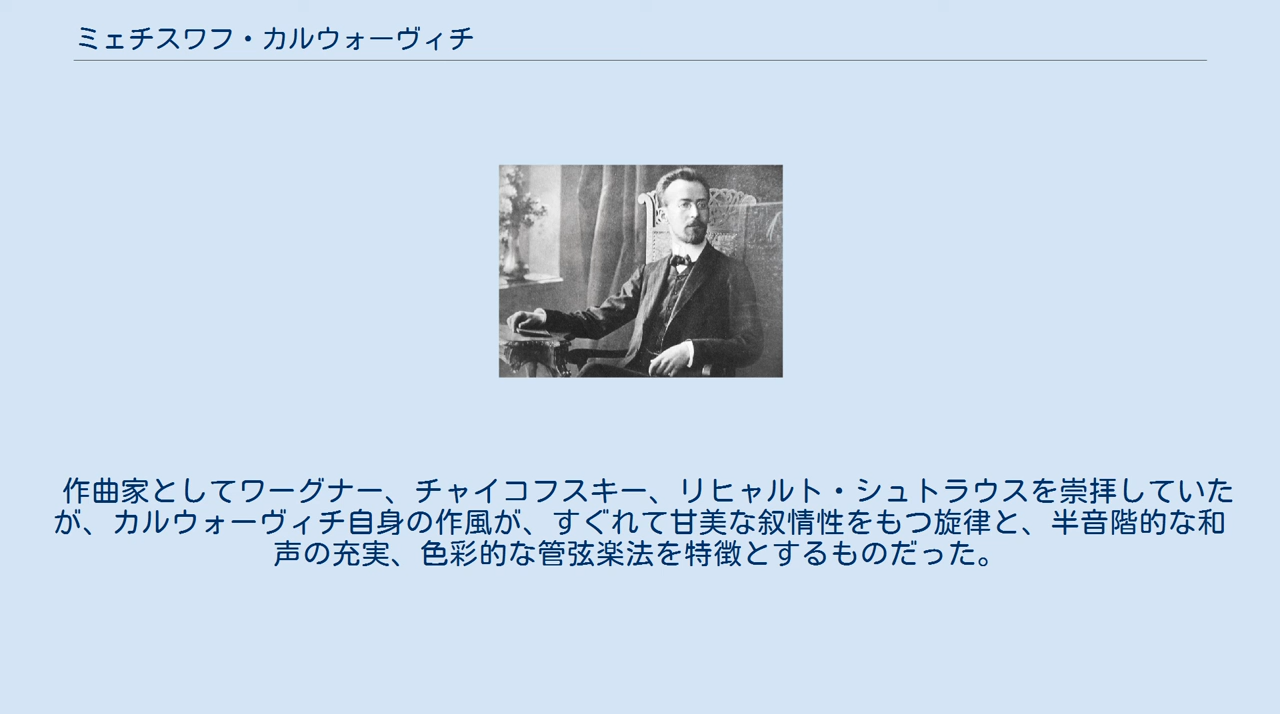 ミェチスワフ・カルウォーヴィチ
作曲家としてワーグナー、チャイコフスキー、リヒャルト・シュトラウスを崇拝していた
が、カルウォーヴィチ自身の作風が、すぐれて甘美な叙情性をもつ旋律と、半音階的な和
声の充実、色彩的な管弦楽法を特徴とするものだった。